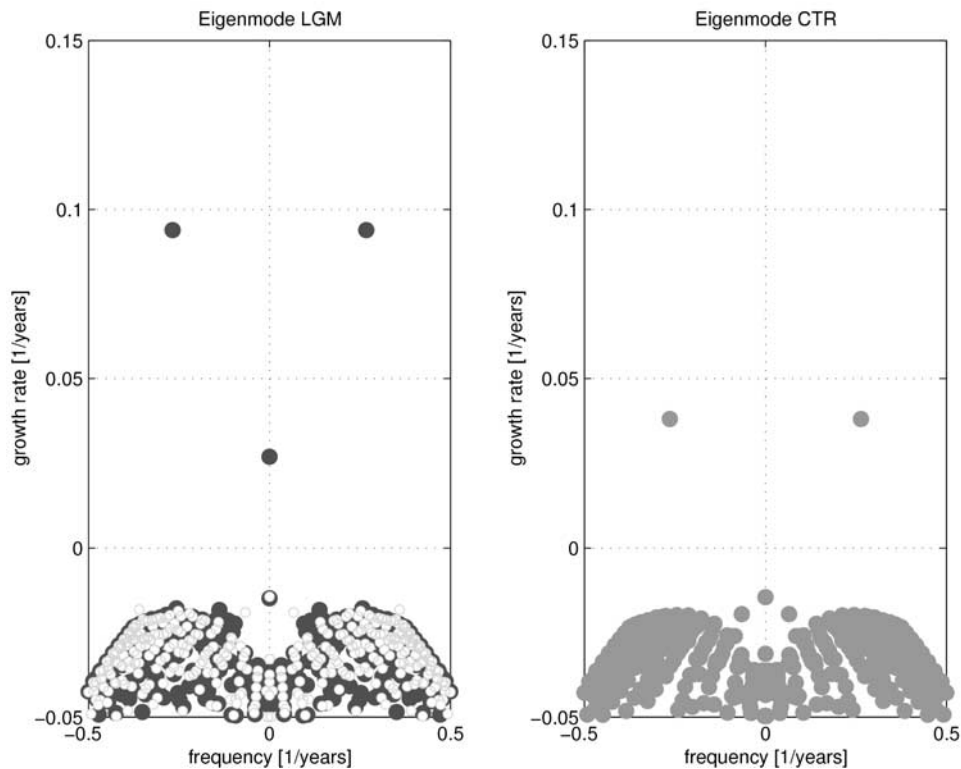 Eigenmode LGM
0.15
0.1
0.05
0
−0.05
−0.5
0
0.5
growth rate [1/years]
frequency [1/years]
Eigenmode CTR
0.15
0.1
0.05
0
−0.05
−0.5
0
0.5
growth rate [1/years]
frequency [1/years]